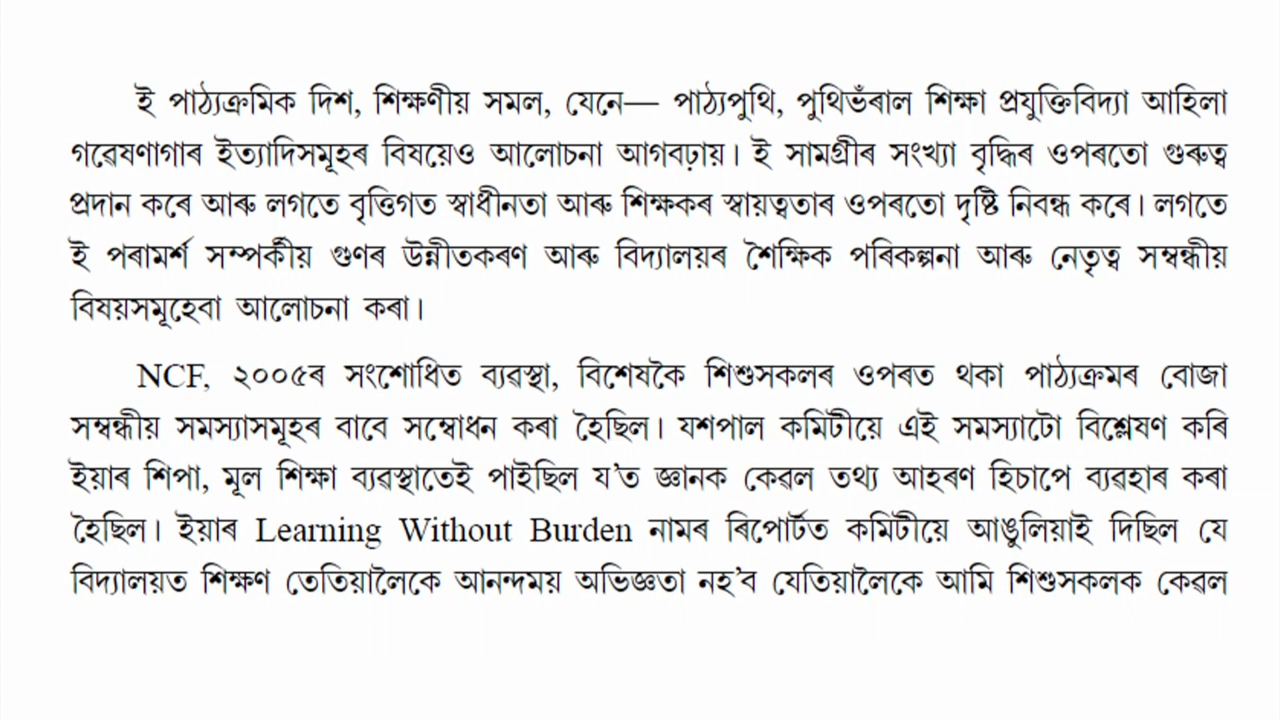 ই পাঠ্যক্ৰমিক দিশ, শিক্ষণীয় সমল, যেনে— পাঠ্যপুথি, পুথিভঁৰাল শিক্ষা প্ৰযুক্তিবিদ্যা আহিলা
গৱেষণাগাৰ ইত্যাদিসমূহৰ বিষয়েও আলোচনা আগবঢ়ায়। ই সামগ্ৰীৰ সংখ্যা বৃদ্ধিৰ ওপৰতো গুৰুত্ব
প্ৰদান কৰে আৰু লগতে বৃত্তিগত স্বাধীনতা আৰু শিক্ষকৰ স্বায়ত্বতাৰ ওপৰতো দৃষ্টি নিবন্ধ কৰে। লগতে
ই পৰামৰ্শ সম্পৰ্কীয় গুণৰ উন্নীতকৰণ আৰু বিদ্যালয়ৰ শৈক্ষিক পৰিকল্পনা আৰু নেতৃত্ব সম্বন্ধীয়
বিষয়সমূহেবা আলোচনা কৰা।
NCF, ২০০৫ৰ সংশোধিত ব্যৱস্থা, বিশেষকৈ শিশুসকলৰ ওপৰত থকা পাঠ্যক্ৰমৰ বোজা
সম্বন্ধীয় সমস্যাসমূহৰ বাবে সম্বোধন কৰা হৈছিল। যশপাল কমিটীয়ে এই সমস্যাটো বিশ্লেষণ কৰি
ইয়াৰ শিপা, মূল শিক্ষা ব্যৱস্থাতেই পাইছিল য’ত জ্ঞানক কেৱল তথ্য আহৰণ হিচাপে ব্যৱহাৰ কৰা
হৈছিল। ইয়াৰ Learning Without Burden নামৰ ৰিপোৰ্টত কমিটীয়ে আঙুলিয়াই দিছিল যে
বিদ্যালয়ত শিক্ষণ তেতিয়ালৈকে আনন্দময় অভিজ্ঞতা নহ’ব যেতিয়ালৈকে আমি শিশুসকলক কেৱল